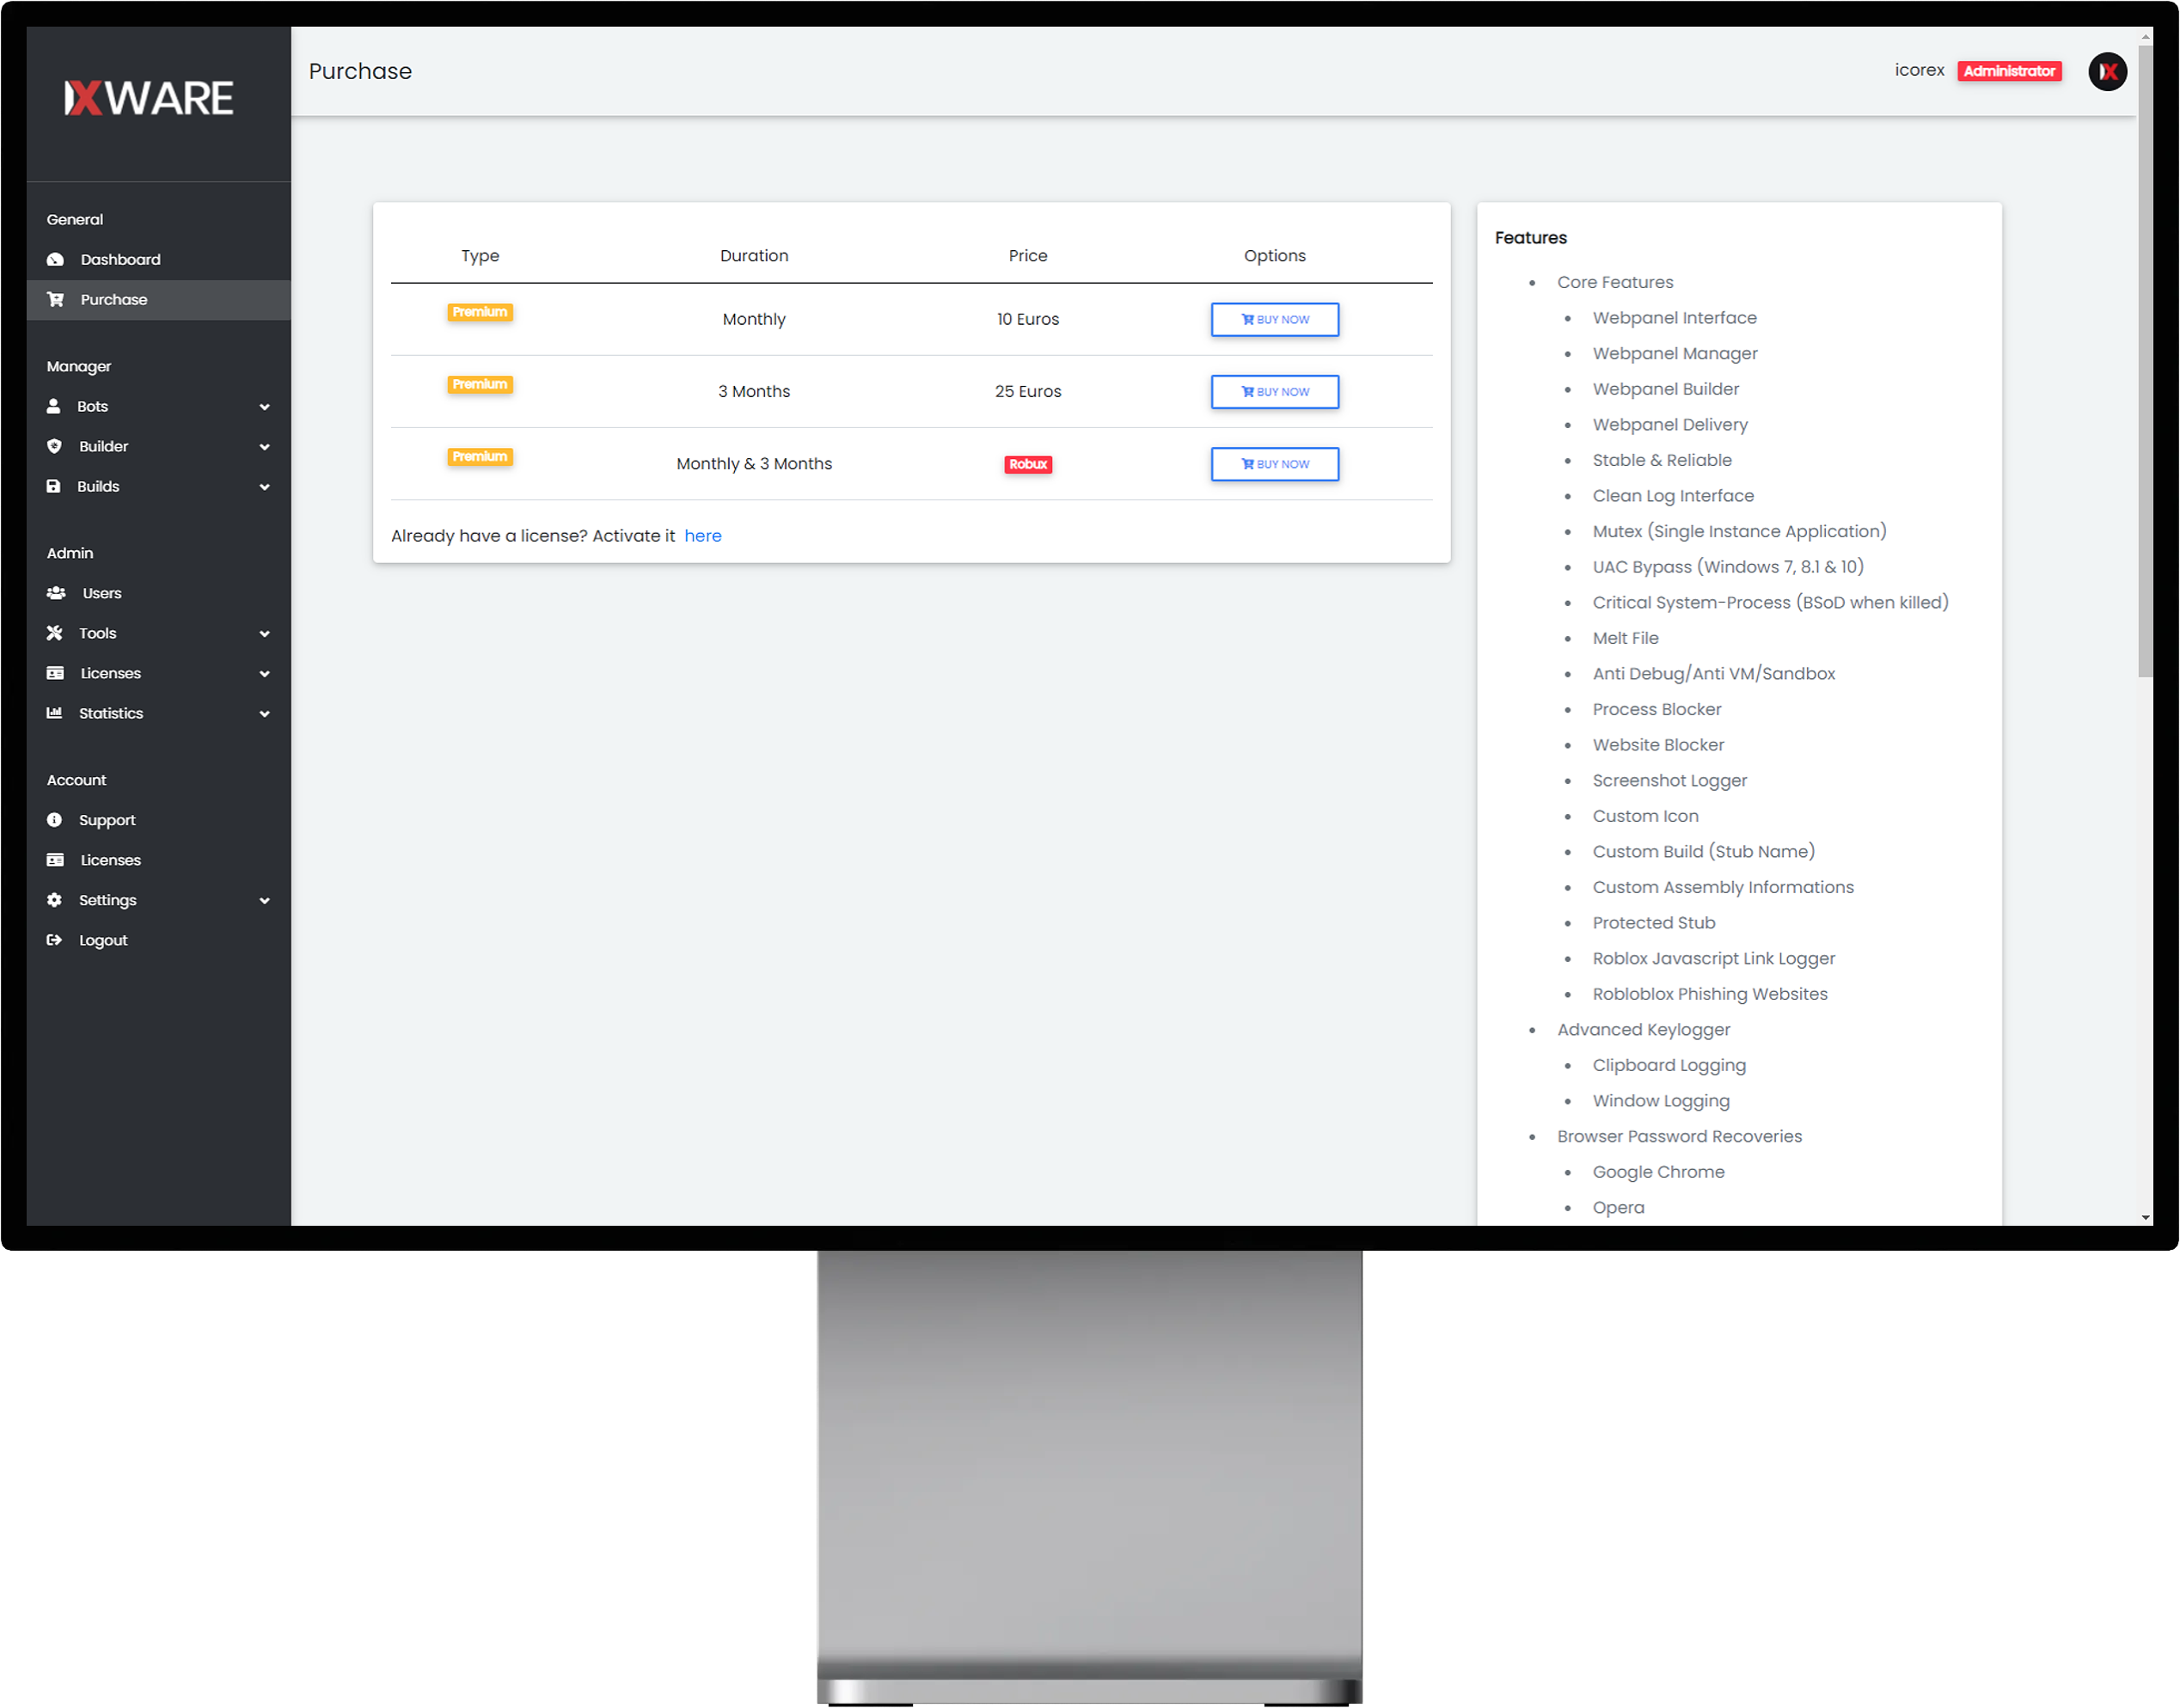 XWARE
Purchase
icorex Administrator
General
Dashboard
Purchase
Manager
Bots
Builder
Builds
Admin
Users
Tools
Licenses
Statistics
Account
Support
Licenses
Settings
Logout
Type Duration Price Options
Premium Monthly 10 Euros BUY NOW
Premium 3 Months 25 Euros BUY NOW
Premium Monthly & 3 Months Robux BUY NOW
Already have a license? Activate it here
Features
Core Features
Webpanel Interface
Webpanel Manager
Webpanel Builder
Webpanel Delivery
Stable & Reliable
Clean Log Interface
Mutex (Single Instance Application)
UAC Bypass (Windows 7, 8.1 & 10)
Critical System-Process (BSoD when killed)
Melt File
Anti Debug/Anti VM/Sandbox
Process Blocker
Website Blocker
Screenshot Logger
Custom Icon
Custom Build (Stub Name)
Custom Assembly Informations
Protected Stub
Roblox Javascript Link Logger
Robloblox Phishing Websites
Advanced Keylogger
Clipboard Logging
Window Logging
Browser Password Recoveries
Google Chrome
Opera